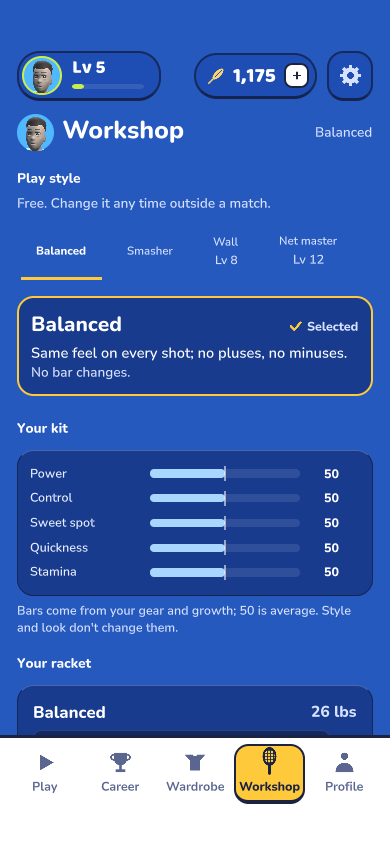 Lv 5
1,175
+
Workshop
Balanced
Play style
Free. Change it any time outside a match.
Balanced
Smasher
Wall
Lv 8
Net master
Lv 12
Balanced
Selected
Same feel on every shot; no pluses, no minuses.
No bar changes.
Your kit
Power 50
Control 50
Sweet spot 50
Quickness 50
Stamina 50
Bars come from your gear and growth; 50 is average. Style
and look don't change them.
Your racket
Balanced 26 lbs
Play
Career
Wardrobe
Workshop
Profile